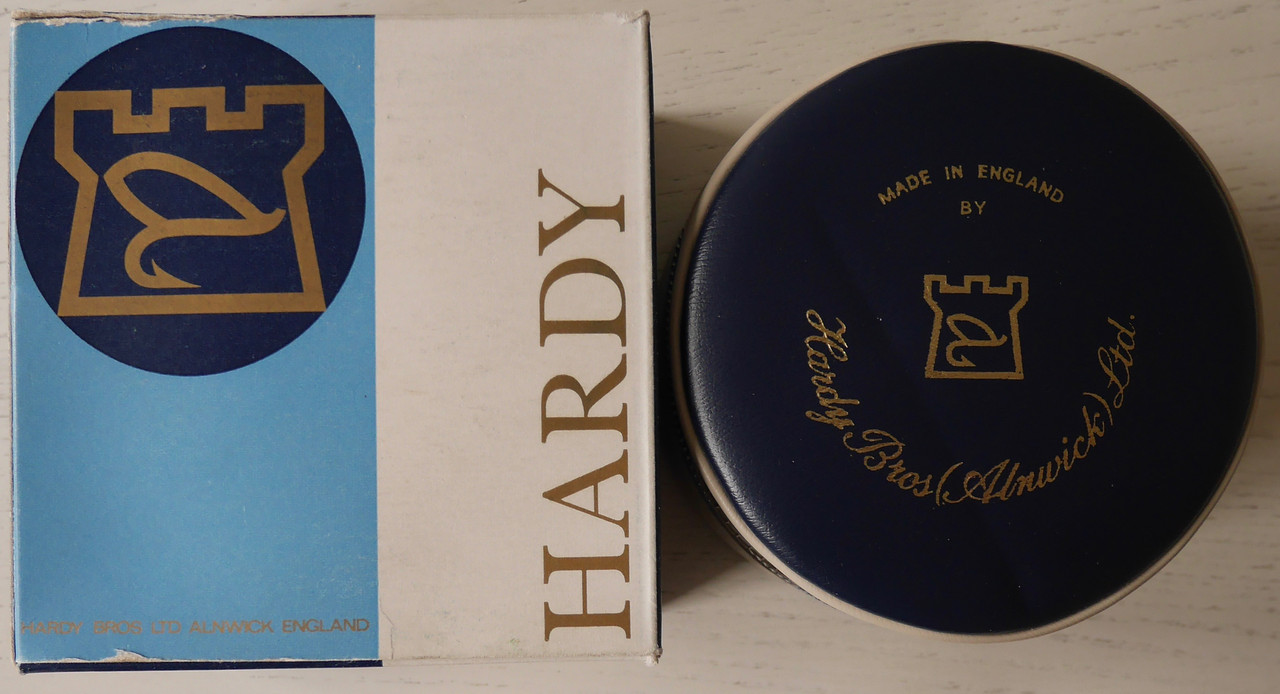 HARDY
HARDY BROS LTD ALNWICK ENGLAND
MADE IN ENGLAND
BY
Hardy Bros (Alnwick) Ltd.